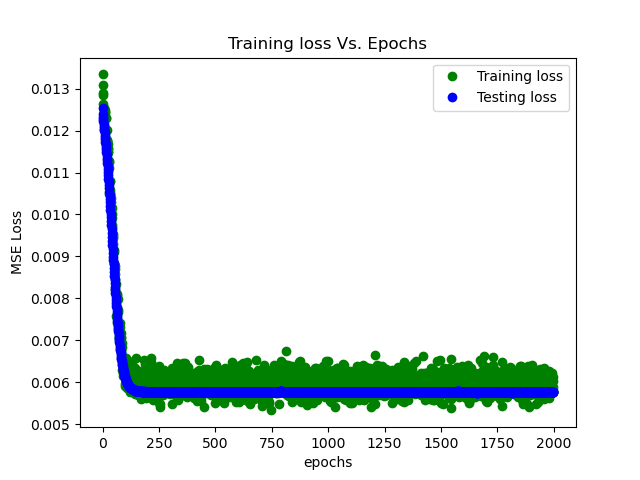 Training loss Vs. Epochs
Training loss
Testing loss
MSE Loss
0.013
0.012
0.011
0.010
0.009
0.008
0.007
0.006
0.005
0 250 500 750 1000 1250 1500 1750 2000
epochs